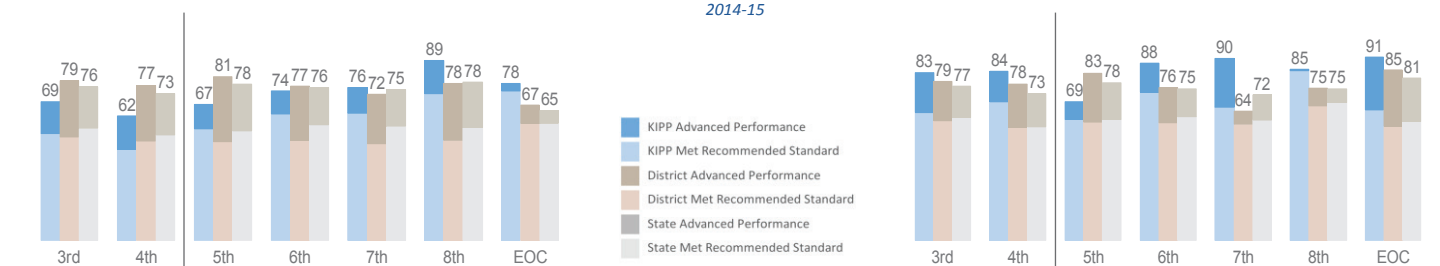 2014-15
69 79 76
62 77 73
67 81 78
74 77 76
76 72 75
89 78 78
78 67 65
3rd 4th 5th 6th 7th 8th EOC
KIPP Advanced Performance
KIPP Met Recommended Standard
District Advanced Performance
District Met Recommended Standard
State Advanced Performance
State Met Recommended Standard
83 79 77
84 78 73
69 83 78
88 76 75
90 64 72
85 75 75
91 85 81
3rd 4th 5th 6th 7th 8th EOC